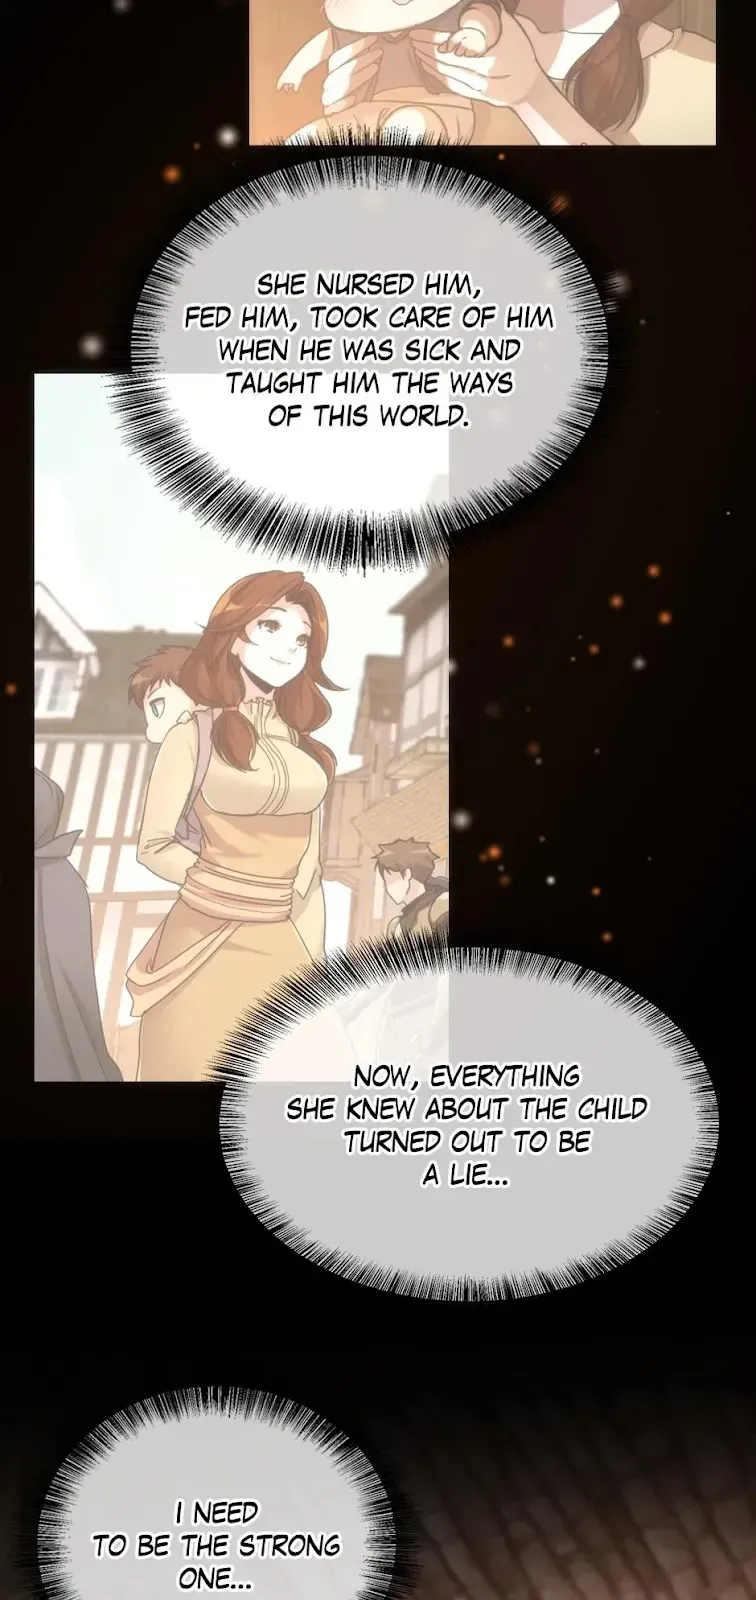 SHE NURSED HIM,
FED HIM, TOOK CARE OF HIM
WHEN HE WAS SICK AND
TAUGHT HIM THE WAYS
OF THIS WORLD.
NOW, EVERYTHING
SHE KNEW ABOUT THE CHILD
TURNED OUT TO BE
A LIE...
I NEED
TO BE THE STRONG
ONE...